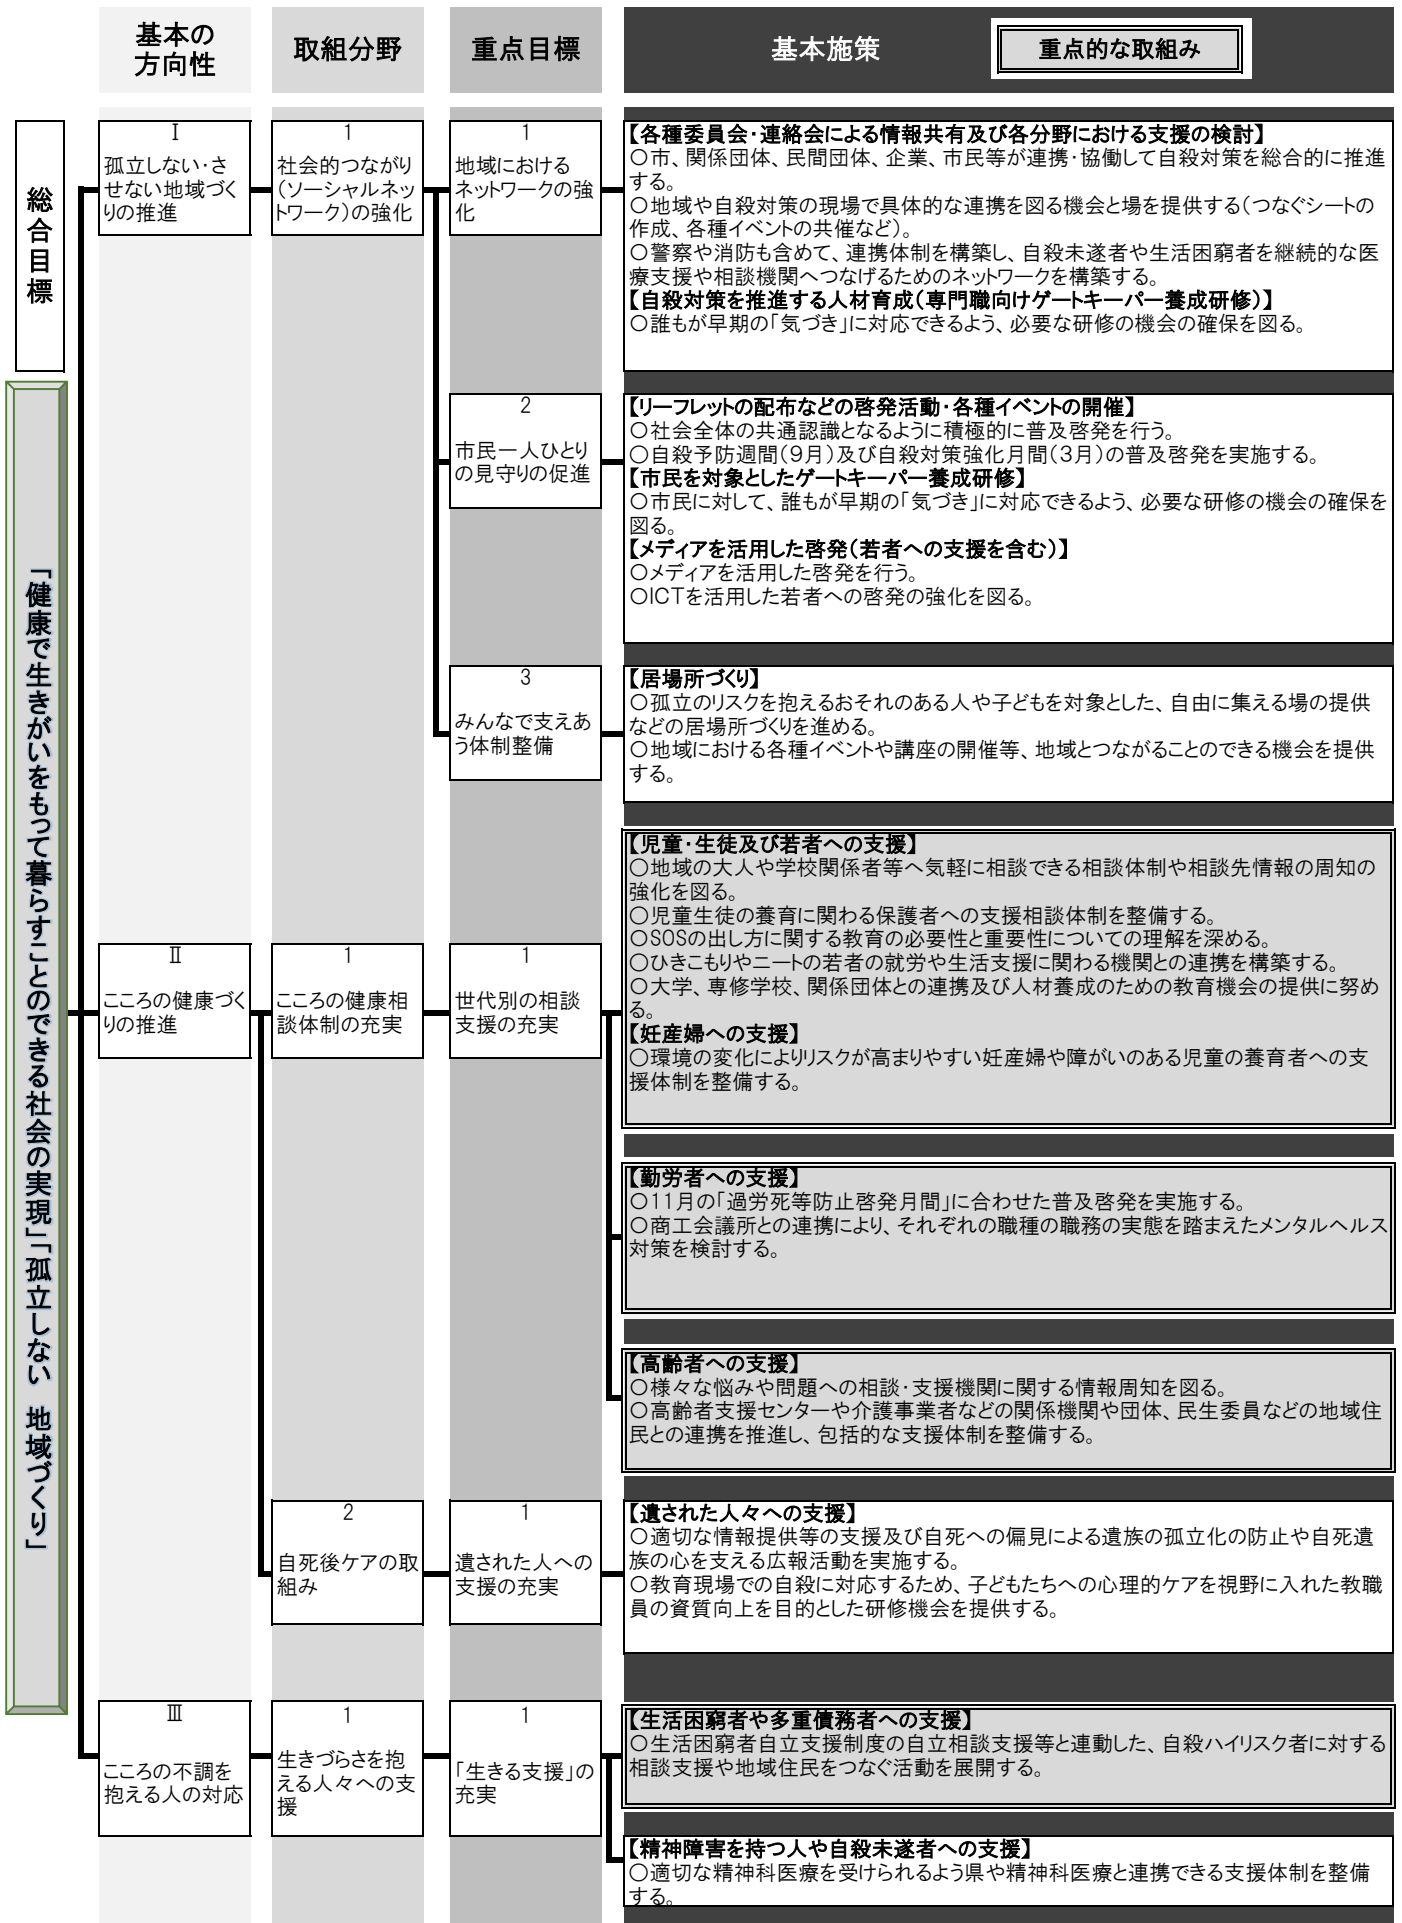 基本の
方向性
取組分野
重点目標
基本施策
重点的な取組み
総合目標
「健康で生きがいをもって暮らすことのできる社会の実現」「孤立しない　地域づくり」
Ⅰ
孤立しない・さ
せない地域づく
りの推進
1
社会的つながり
（ソーシャルネッ
トワーク）の強化
1
地域における
ネットワークの強
化
【各種委員会・連絡会による情報共有及び各分野における支援の検討】
〇市、関係団体、民間団体、企業、市民等が連携・協働して自殺対策を総合的に推進
する。
〇地域や自殺対策の現場で具体的な連携を図る機会と場を提供する（つなぐシートの
作成、各種イベントの共催など）。
〇警察や消防も含めて、連携体制を構築し、自殺未遂者や生活困窮者を継続的な医
療支援や相談機関へつなげるためのネットワークを構築する。
【自殺対策を推進する人材育成（専門職向けゲートキーパー養成研修）】
〇誰もが早期の「気づき」に対応できるよう、必要な研修の機会の確保を図る。
2
市民一人ひとり
の見守りの促進
【リーフレットの配布などの啓発活動・各種イベントの開催】
〇社会全体の共通認識となるように積極的に普及啓発を行う。
〇自殺予防週間（9月）及び自殺対策強化月間（3月）の普及啓発を実施する。
【市民を対象としたゲートキーパー養成研修】
〇市民に対して、誰もが早期の「気づき」に対応できるよう、必要な研修の機会の確保を
図る。
【メディアを活用した啓発（若者への支援を含む）】
〇メディアを活用した啓発を行う。
〇ICTを活用した若者への啓発の強化を図る。
3
みんなで支えあ
う体制整備
【居場所づくり】
〇孤立のリスクを抱えるおそれのある人や子どもを対象とした、自由に集える場の提供
などの居場所づくりを進める。
〇地域における各種イベントや講座の開催等、地域とつながることのできる機会を提供
する。
Ⅱ
こころの健康づく
りの推進
1
こころの健康相
談体制の充実
1
世代別の相談
支援の充実
【児童・生徒及び若者への支援】
〇地域の大人や学校関係者等へ気軽に相談できる相談体制や相談先情報の周知の
強化を図る。
〇児童生徒の養育に関わる保護者への支援相談体制を整備する。
〇SOSの出し方に関する教育の必要性と重要性についての理解を深める。
〇ひきこもりやニートの若者の就労や生活支援に関わる機関との連携を構築する。
〇大学、専修学校、関係団体との連携及び人材養成のための教育機会の提供に努め
る。
【妊産婦への支援】
〇環境の変化によりリスクが高まりやすい妊産婦や障がいのある児童の養育者への支
援体制を整備する。
【勤労者への支援】
〇11月の「過労死等防止啓発月間」に合わせた普及啓発を実施する。
〇商工会議所との連携により、それぞれの職種の職務の実態を踏まえたメンタルヘルス
対策を検討する。
【高齢者への支援】
〇様々な悩みや問題への相談・支援機関に関する情報周知を図る。
〇高齢者支援センターや介護事業者などの関係機関や団体、民生委員などの地域住
民との連携を推進し、包括的な支援体制を整備する。
2
自死後ケアの取
組み
1
遺された人への
支援の充実
【遺された人々への支援】
〇適切な情報提供等の支援及び自死への偏見による遺族の孤立化の防止や自死遺
族の心を支える広報活動を実施する。
〇教育現場での自殺に対応するため、子どもたちへの心理的ケアを視野に入れた教職
員の資質向上を目的とした研修機会を提供する。
Ⅲ
こころの不調を
抱える人の対応
1
生きづらさを抱
える人々への支
援
1
「生きる支援」の
充実
【生活困窮者や多重債務者への支援】
〇生活困窮者自立支援制度の自立相談支援等と連動した、自殺ハイリスク者に対する
相談支援や地域住民をつなぐ活動を展開する。
【精神障害を持つ人や自殺未遂者への支援】
〇適切な精神科医療を受けられるよう県や精神科医療と連携できる支援体制を整備
する。